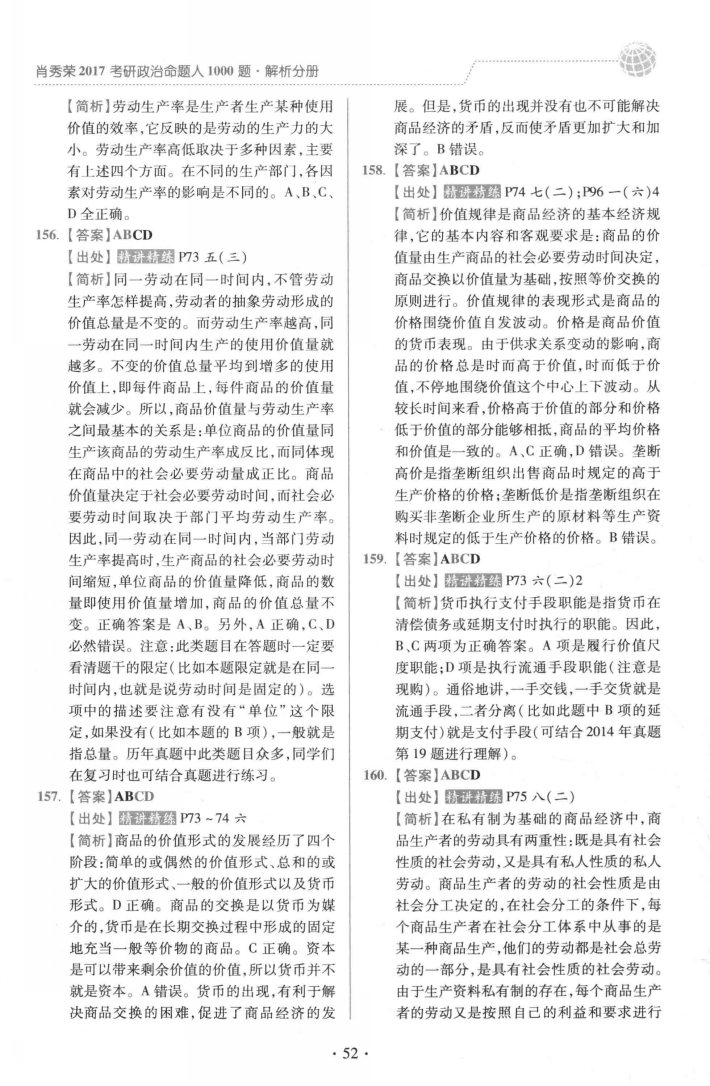 肖秀荣2017考研政治命题人1000题·解析分册
【简析】劳动生产率是生产者生产某种使用
价值的效率,它反映的是劳动的生产力的大
小。劳动生产率高低取决于多种因素,主要
有上述四个方面。在不同的生产部门,各因
素对劳动生产率的影响是不同的。A、B、C、
D全正确。
156.【答案】ABCD
【出处】精讲精练P73 五(三)
【简析】同一劳动在同一时间内,不管劳动
生产率怎样提高,劳动者的抽象劳动形成的
价值总量是不变的。而劳动生产率越高,同
一劳动在同一时间内生产的使用价值量就
越多。不变的价值总量平均到增多的使用
价值上,即每件商品上,每件商品的价值量
就会减少。所以,商品价值量与劳动生产率
之间最基本的关系是:单位商品的价值量同
生产该商品的劳动生产率成反比,而同体现
在商品中的社会必要劳动量成正比。商品
价值量决定于社会必要劳动时间,而社会必
要劳动时间取决于部门平均劳动生产率。
因此,同一劳动在同一时间内,当部门劳动
生产率提高时,生产商品的社会必要劳动时
间缩短,单位商品的价值量降低,商品的数
量即使用价值量增加,商品的价值总量不
变。正确答案是A、B。另外,A正确,C、D
必然错误。注意:此类题目在答题时一定要
看清题干的限定(比如本题限定就是在同一
时间内,也就是说劳动时间是固定的)。选
项中的描述要注意有没有“单位”这个限
定,如果没有(比如本题的B项),一般就是
指总量。历年真题中此类题目众多,同学们
在复习时也可结合真题进行练习。
157.【答案】ABCD
【出处】精讲精练P73~74 六
【简析】商品的价值形式的发展经历了四个
阶段:简单的或偶然的价值形式、总和的或
扩大的价值形式、一般的价值形式以及货币
形式。D正确。商品的交换是以货币为媒
介的,货币是在长期交换过程中形成的固定
地充当一般等价物的商品。C正确。资本
是可以带来剩余价值的价值,所以货币并不
就是资本。A错误。货币的出现,有利于解
决商品交换的困难,促进了商品经济的发
展。但是,货币的出现并没有也不可能解决
商品经济的矛盾,反而使矛盾更加扩大和加
深了。B错误。
158.【答案】ABCD
【出处】精讲精练P74 七(二);P96 一(六)4
【简析】价值规律是商品经济的基本经济规
律,它的基本内容和客观要求是:商品的价
值量由生产商品的社会必要劳动时间决定,
商品交换以价值量为基础,按照等价交换的
原则进行。价值规律的表现形式是商品的
价格围绕价值自发波动。价格是商品价值
的货币表现。由于供求关系变动的影响,商
品的价格总是时而高于价值,时而低于价
值,不停地围绕价值这个中心上下波动。从
较长时间来看,价格高于价值的部分和价格
低于价值的部分能够相抵,商品的平均价格
和价值是一致的。A、C正确,D错误。垄断
高价是指垄断组织出售商品时规定的高于
生产价格的价格;垄断低价是指垄断组织在
购买非垄断企业所生产的原材料等生产资
料时规定的低于生产价格的价格。B错误。
159.【答案】ABCD
【出处】精讲精练P73 六(二)2
【简析】货币执行支付手段职能是指货币在
清偿债务或延期支付时执行的职能。因此,
B、C两项为正确答案。A项是履行价值尺
度职能;D项是执行流通手段职能(注意是
现购)。通俗地讲,一手交钱,一手交货就是
流通手段,二者分离(比如此题中B项的延
期支付)就是支付手段(可结合2014年真题
第19题进行理解)。
160.【答案】ABCD
【出处】精讲精练P75 八(二)
【简析】在私有制为基础的商品经济中,商
品生产者的劳动具有两重性:既是具有社会
性质的社会劳动,又是具有私人性质的私人
劳动。商品生产者的劳动的社会性质是由
社会分工决定的,在社会分工的条件下,每
个商品生产者在社会分工体系中从事的是
某一种商品生产,他们的劳动都是社会总劳
动的一部分,是具有社会性质的社会劳动。
由于生产资料私有制的存在,每个商品生产
者的劳动又是按照自己的利益和要求进行
·52·